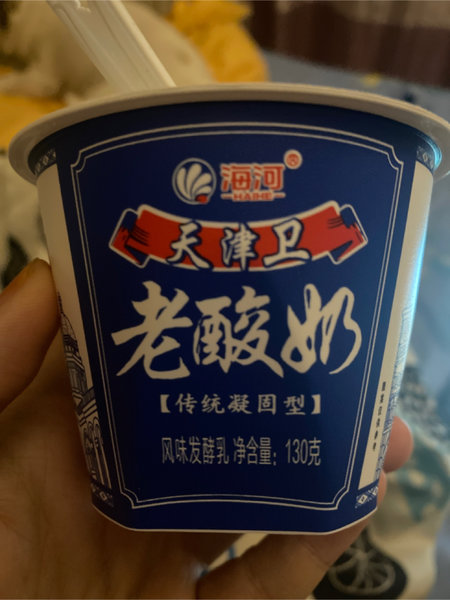 海河®
HAIHE
天津卫
老酸奶
【传统凝固型】
风味发酵乳 净含量：130克